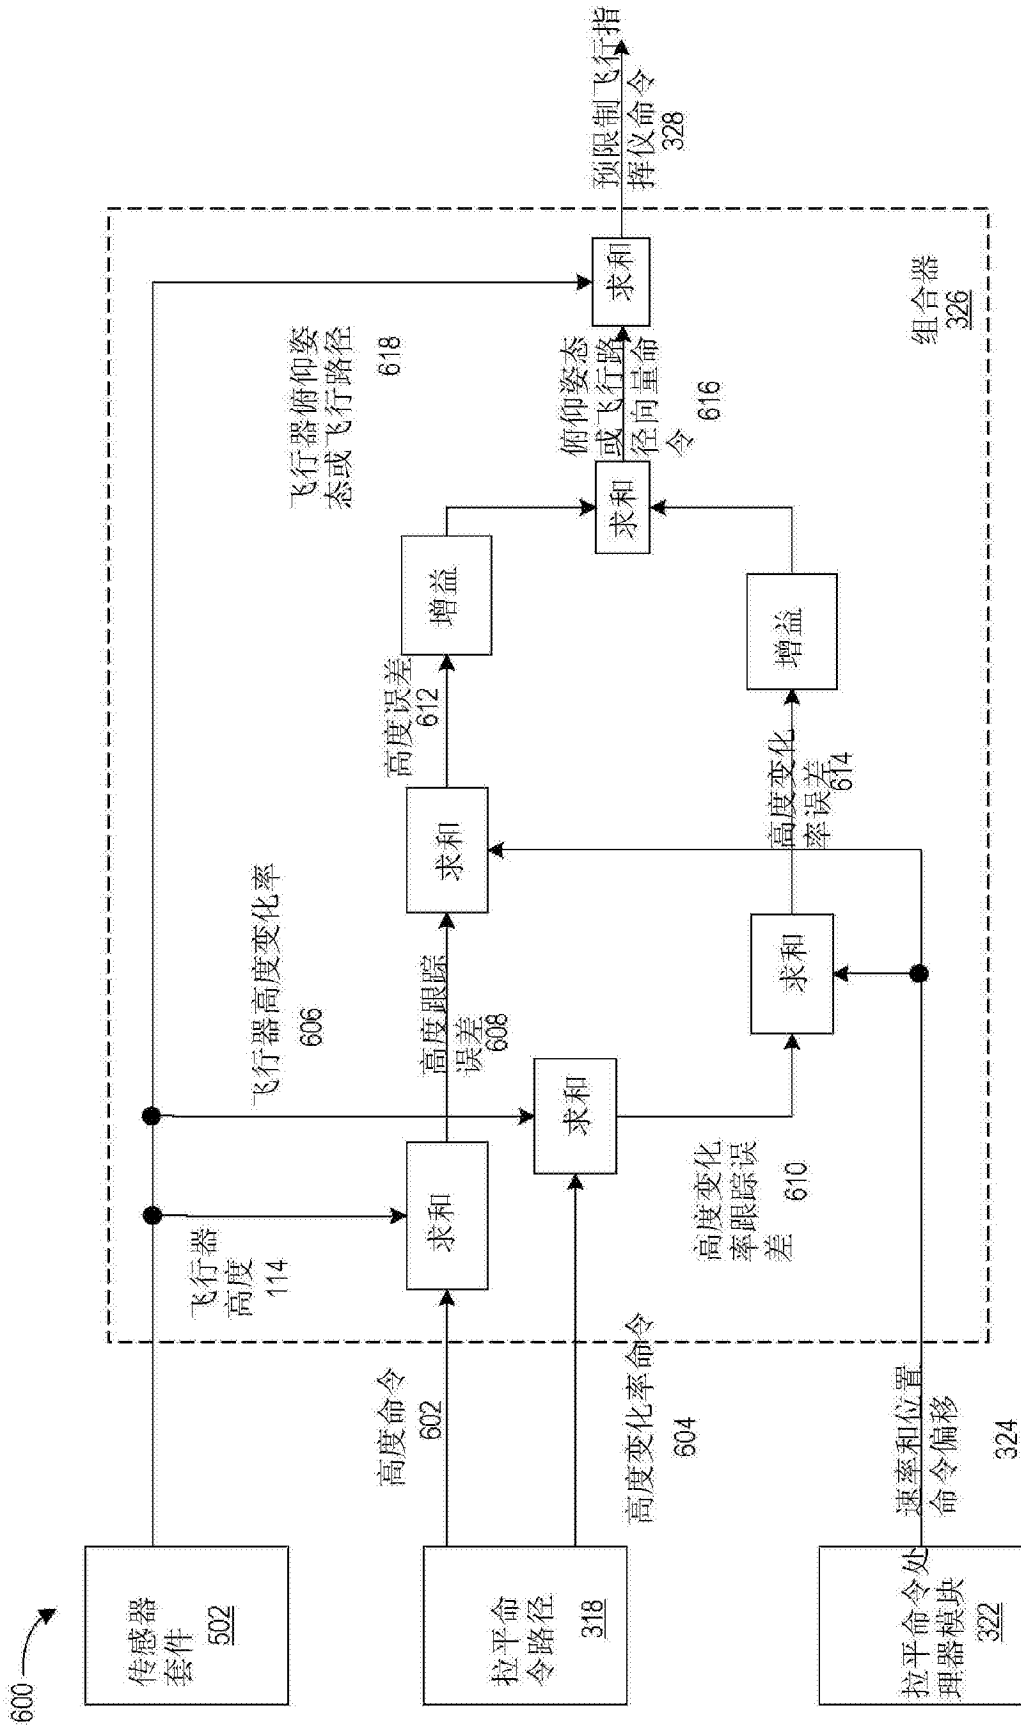 600
传感器
套件
502
拉平命
令路径
318
拉平命令处
理器模块
322
高度命令
602
高度变化率命令
604
速率和位置
命令偏移
324
飞行器
高度
114
飞行器高度变化率
606
求和
高度跟踪
误差
608
求和
高度变化
率跟踪误
差
610
求和
高度误差
612
求和
高度变化
率误差
614
增益
增益
飞行器俯仰姿
态或飞行路径
618
求和
俯仰姿态
或飞行路
径向量命
令
616
求和
组合器
326
预限制飞行指
挥仪命令
328